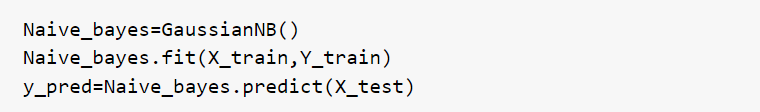 Naive_bayes=GaussianNB()
Naive_bayes.fit(X_train,Y_train)
y_pred=Naive_bayes.predict(X_test)